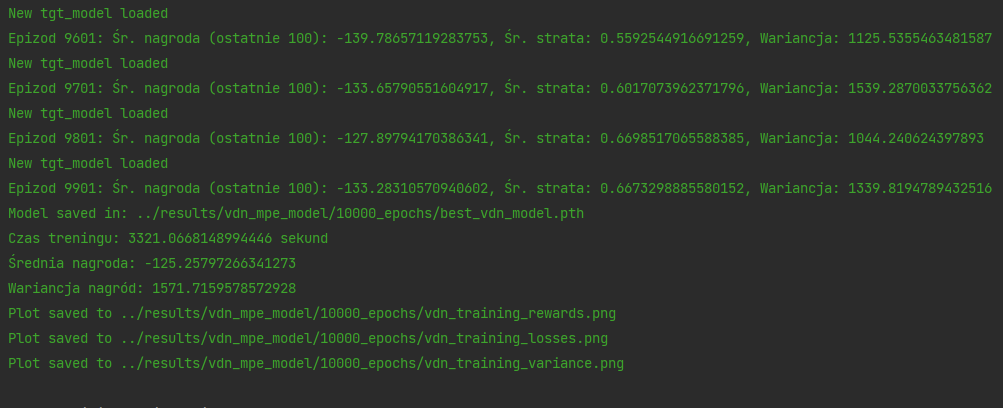 New tgt_model loaded
Epizod 9601: Śr. nagroda (ostatnie 100): -139.78657119283753, Śr. strata: 0.5592544916691259, Wariancja: 1125.5355463481587
New tgt_model loaded
Epizod 9701: Śr. nagroda (ostatnie 100): -133.65790551604917, Śr. strata: 0.6017073962371796, Wariancja: 1539.2870033756362
New tgt_model loaded
Epizod 9801: Śr. nagroda (ostatnie 100): -127.89794170386341, Śr. strata: 0.6698517065588385, Wariancja: 1044.240624397893
New tgt_model loaded
Epizod 9901: Śr. nagroda (ostatnie 100): -133.28310570940602, Śr. strata: 0.6673298885580152, Wariancja: 1339.8194789432516
Model saved in: ../results/vdn_mpe_model/10000_epochs/best_vdn_model.pth
Czas treningu: 3321.0668148994446 sekund
Średnia nagroda: -125.25797266341273
Wariancja nagród: 1571.7159578572928
Plot saved to ../results/vdn_mpe_model/10000_epochs/vdn_training_rewards.png
Plot saved to ../results/vdn_mpe_model/10000_epochs/vdn_training_losses.png
Plot saved to ../results/vdn_mpe_model/10000_epochs/vdn_training_variance.png